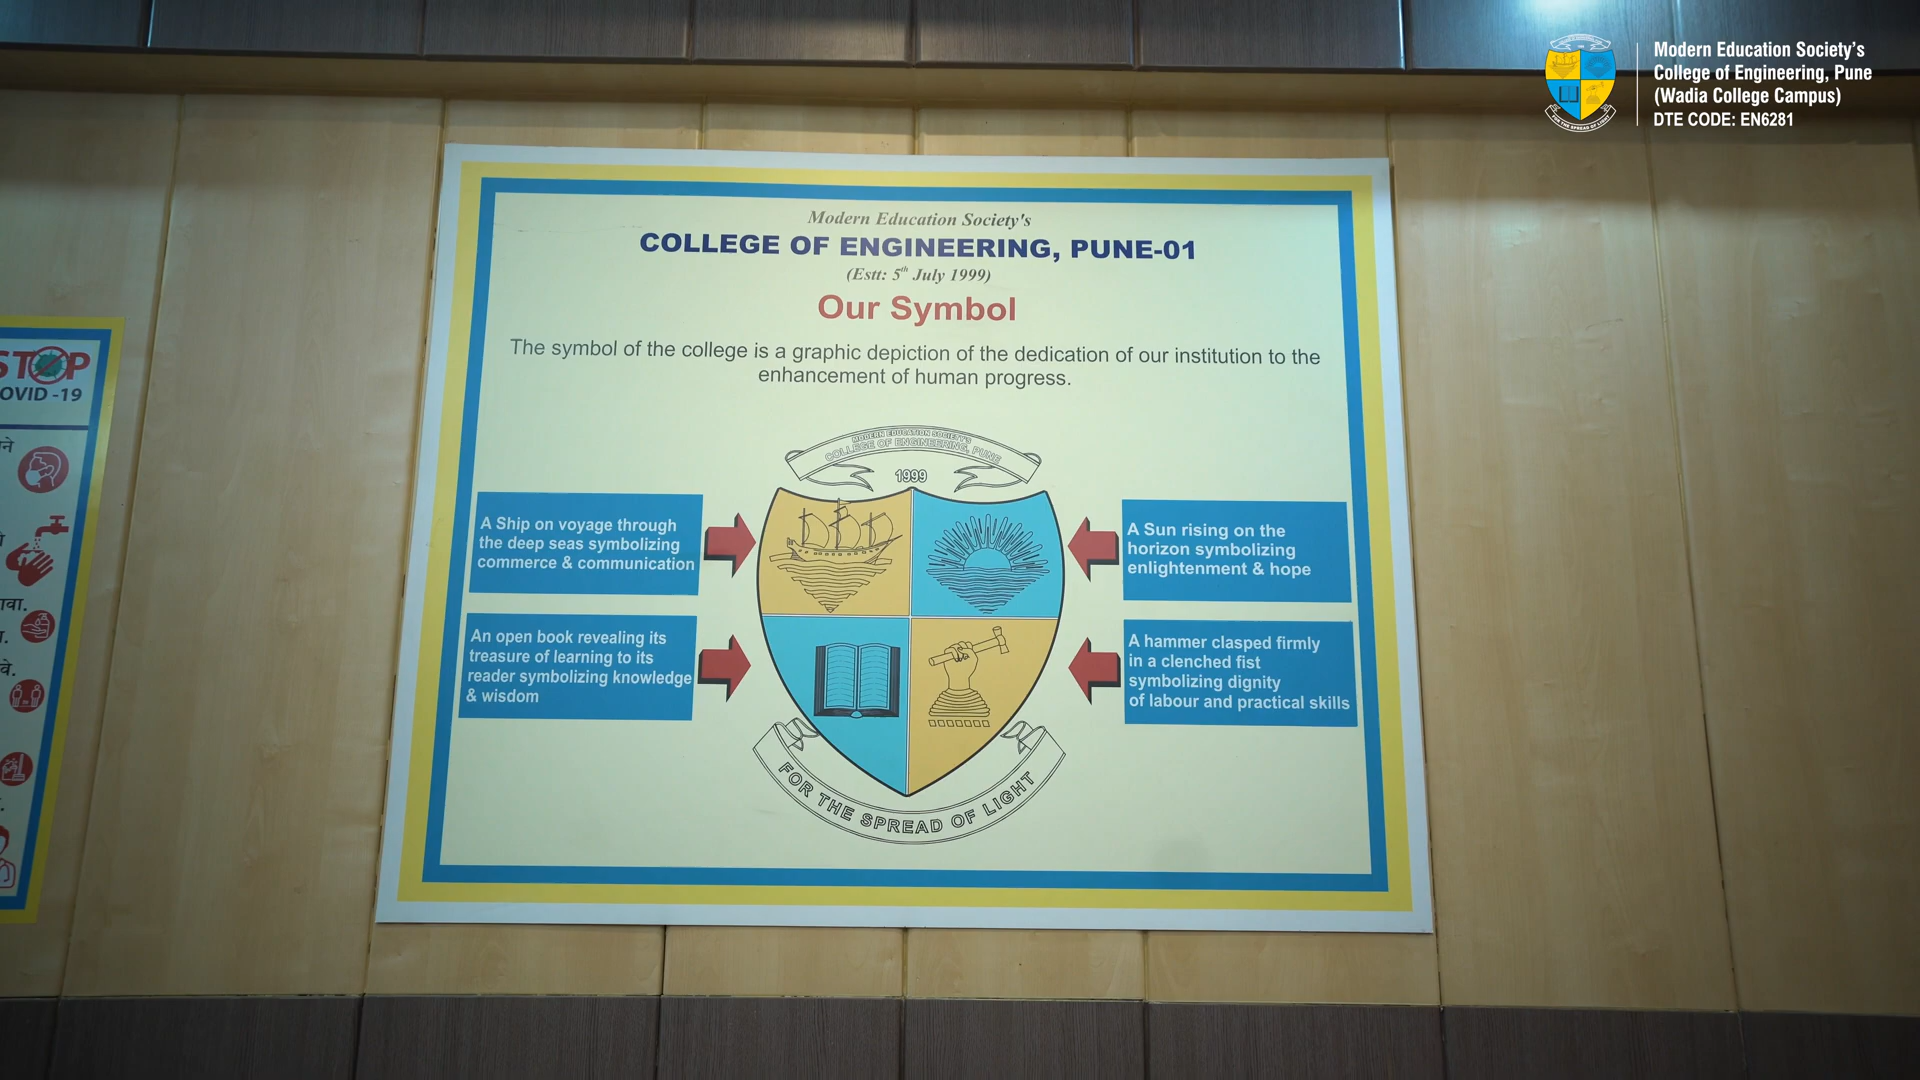 Modern Education Society's
College of Engineering, Pune
(Wadia College Campus)
DTE CODE: EN6281
FOR THE SPREAD OF LIGHT
Modern Education Society's
COLLEGE OF ENGINEERING, PUNE-01
(Estt: 5th July 1999)
Our Symbol
The symbol of the college is a graphic depiction of the dedication of our institution to the
enhancement of human progress.
MODERN EDUCATION SOCIETY'S
COLLEGE OF ENGINEERING, PUNE
1999
A Ship on voyage through
the deep seas symbolizing
commerce & communication
A Sun rising on the
horizon symbolizing
enlightenment & hope
An open book revealing its
treasure of learning to its
reader symbolizing knowledge
& wisdom
A hammer clasped firmly
in a clenched fist
symbolizing dignity
of labour and practical skills
FOR THE SPREAD OF LIGHT
STOP
OVID -19